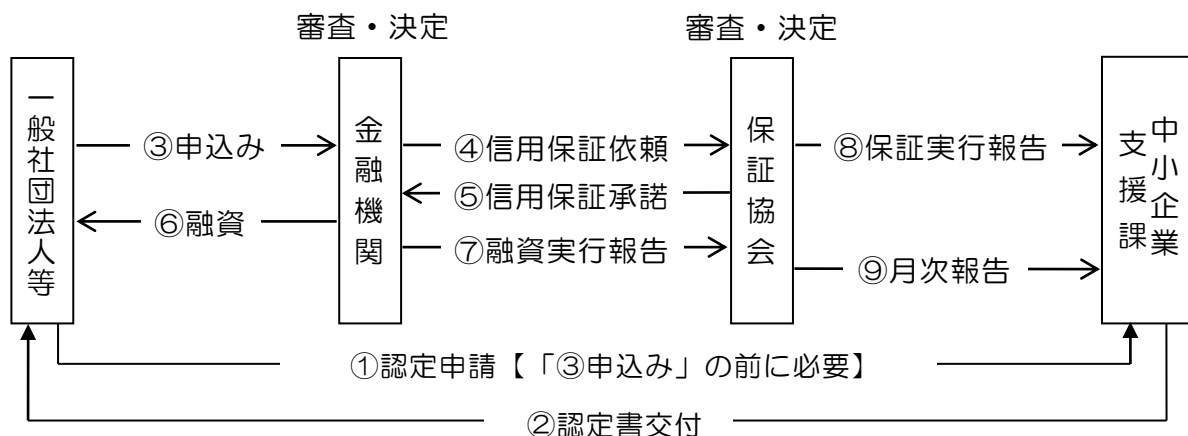 審査・決定
審査・決定
一般社団法人等
金融機関
保証協会
中小企業
支援課
③申込み
④信用保証依頼
⑧保証実行報告
⑤信用保証承諾
⑥融資
⑦融資実行報告
⑨月次報告
①認定申請【「③申込み」の前に必要】
②認定書交付